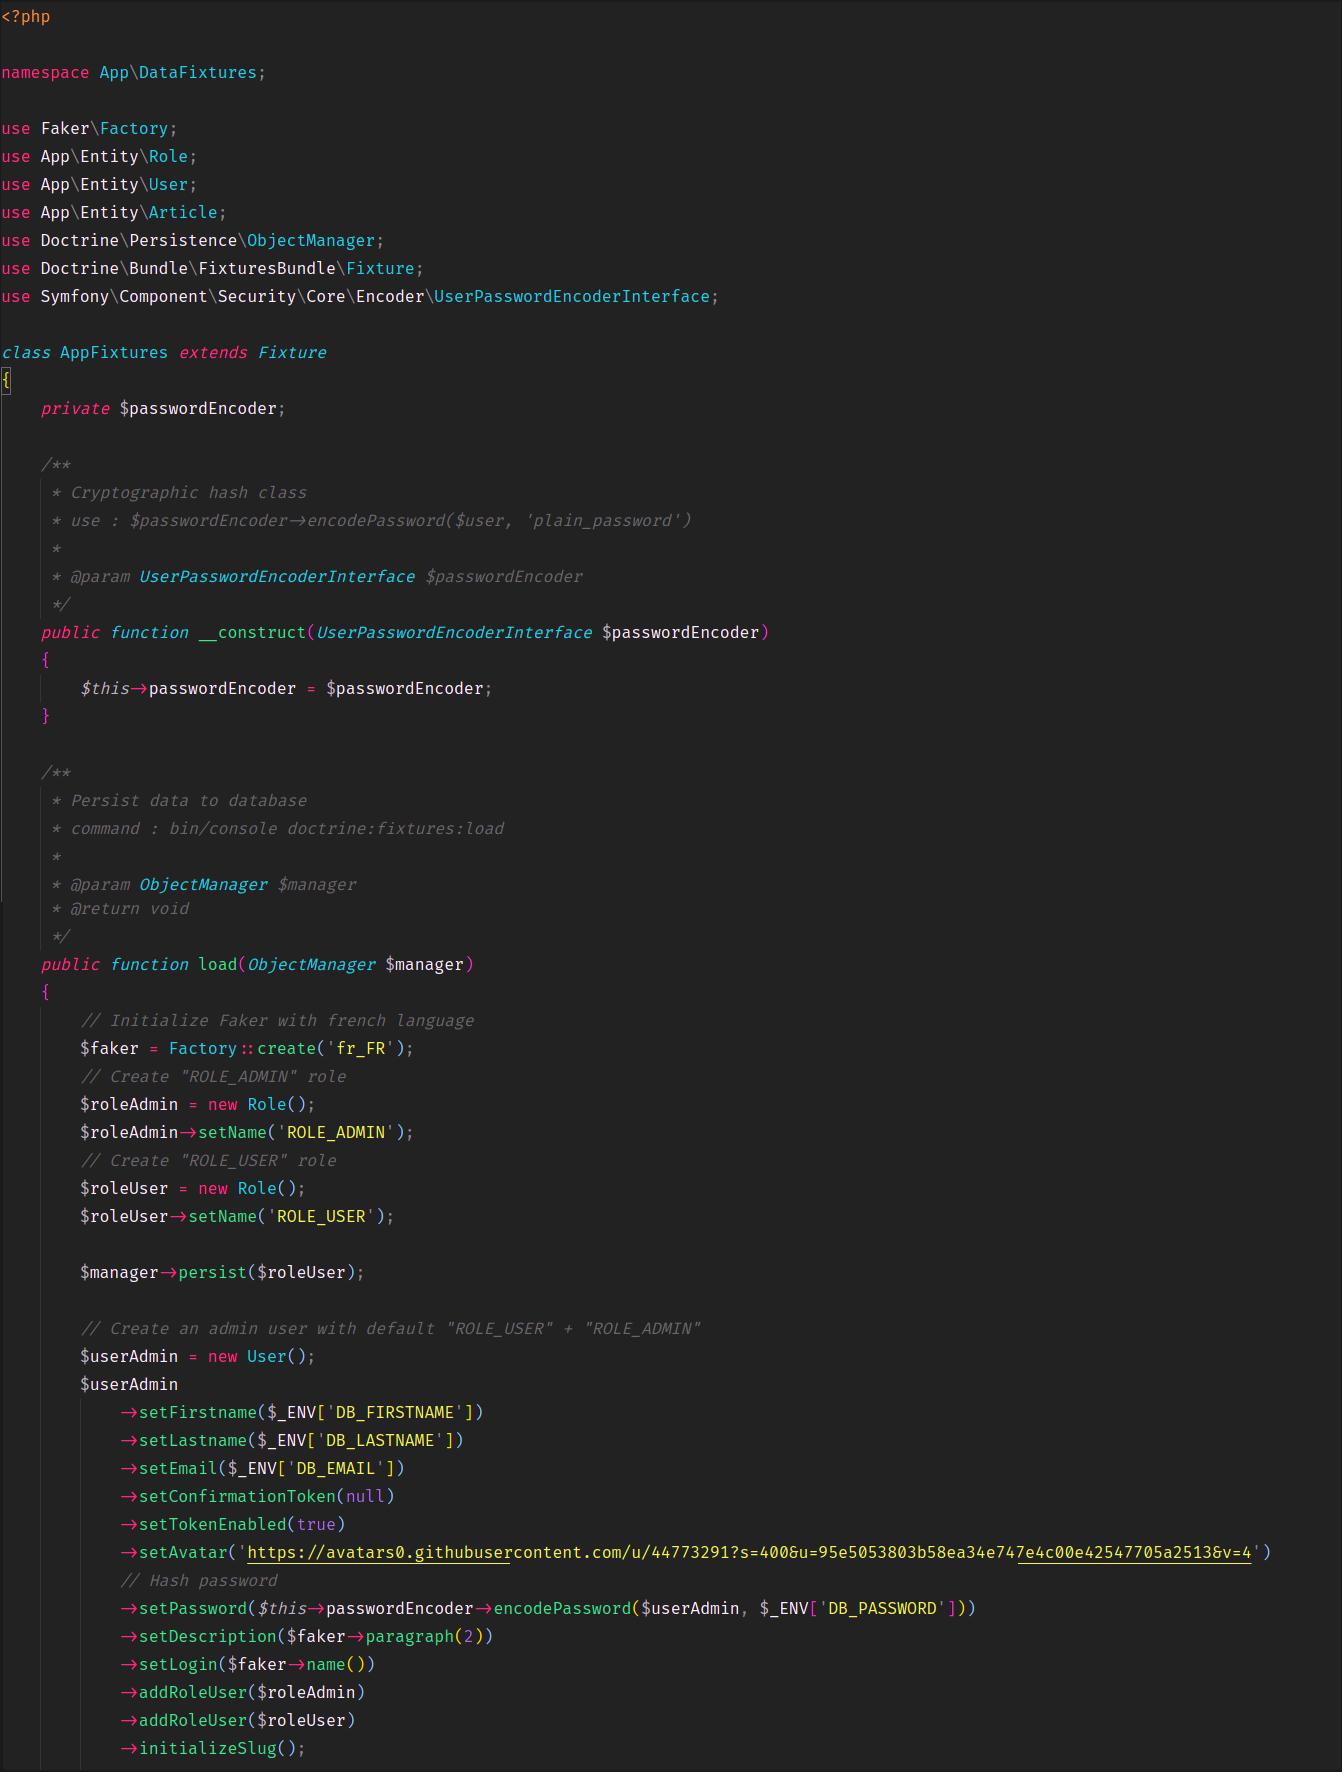 <?php
namespace App\DataFixtures;
use Faker\Factory;
use App\Entity\Role;
use App\Entity\User;
use App\Entity\Article;
use Doctrine\Persistence\ObjectManager;
use Doctrine\Bundle\FixturesBundle\Fixture;
use Symfony\Component\Security\Core\Encoder\UserPasswordEncoderInterface;
class AppFixtures extends Fixture
{
    private $passwordEncoder;
    /**
     * Cryptographic hash class
     * use : $passwordEncoder->encodePassword($user, 'plain_password')
     *
     * @param UserPasswordEncoderInterface $passwordEncoder
     */
    public function __construct(UserPasswordEncoderInterface $passwordEncoder)
    {
        $this->passwordEncoder = $passwordEncoder;
    }
    /**
     * Persist data to database
     * command : bin/console doctrine:fixtures:load
     *
     * @param ObjectManager $manager
     * @return void
     */
    public function load(ObjectManager $manager)
    {
        // Initialize Faker with french language
        $faker = Factory::create('fr_FR');
        // Create "ROLE_ADMIN" role
        $roleAdmin = new Role();
        $roleAdmin->setName('ROLE_ADMIN');
        // Create "ROLE_USER" role
        $roleUser = new Role();
        $roleUser->setName('ROLE_USER');
        $manager->persist($roleUser);
        // Create an admin user with default "ROLE_USER" + "ROLE_ADMIN"
        $userAdmin = new User();
        $userAdmin
            ->setFirstname($_ENV['DB_FIRSTNAME'])
            ->setLastname($_ENV['DB_LASTNAME'])
            ->setEmail($_ENV['DB_EMAIL'])
            ->setConfirmationToken(null)
            ->setTokenEnabled(true)
            ->setAvatar('https://avatars0.githubusercontent.com/u/44773291?s=400&u=95e5053803b58ea34e747e4c00e42547705a2513&v=4')
            // Hash password
            ->setPassword($this->passwordEncoder->encodePassword($userAdmin, $_ENV['DB_PASSWORD']))
            ->setDescription($faker->paragraph(2))
            ->setLogin($faker->name())
            ->addRoleUser($roleAdmin)
            ->addRoleUser($roleUser)
            ->initializeSlug();